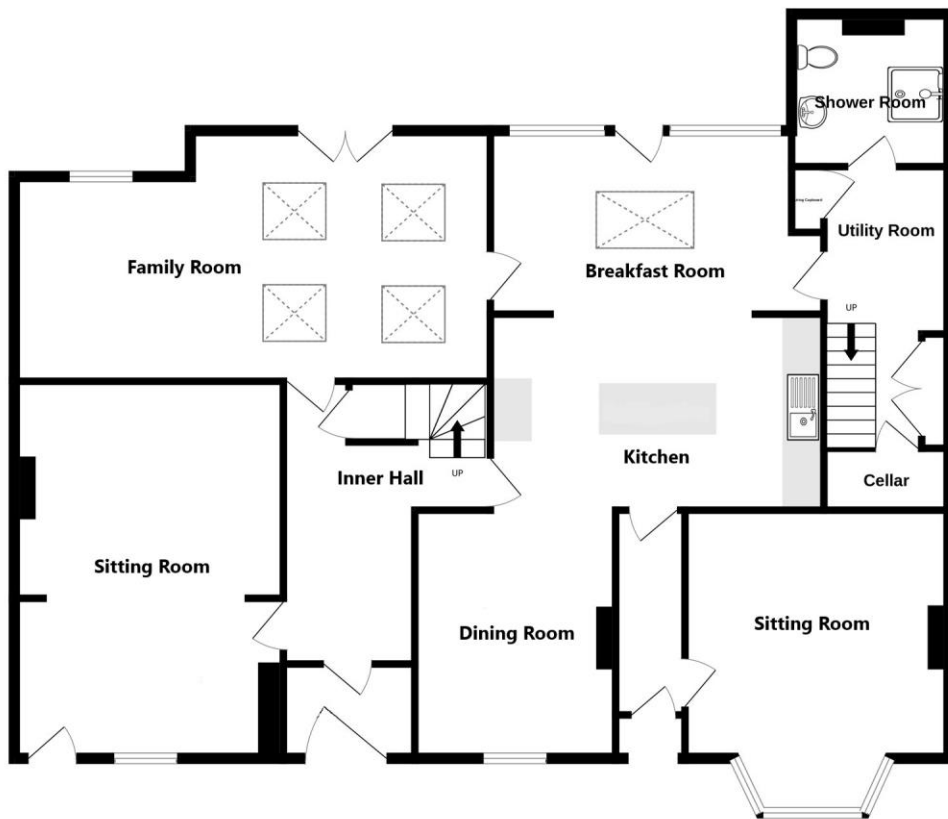 Shower Room
Utility Room
Family Room
Breakfast Room
UP
Kitchen
Inner Hall
UP
Cellar
Sitting Room
Dining Room
Sitting Room